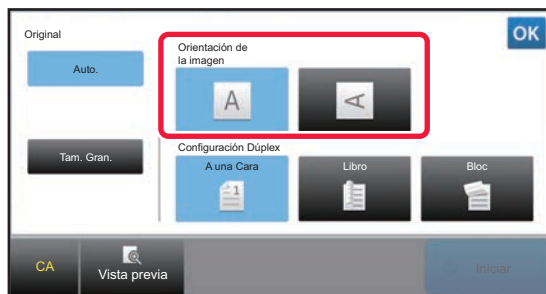 Original
OK
Orientación de
la imagen
Auto.
A
A
Configuración Dúplex
Tam. Gran.
A una Cara
Libro
Bloc
1
CA
Vista previa
Iniciar